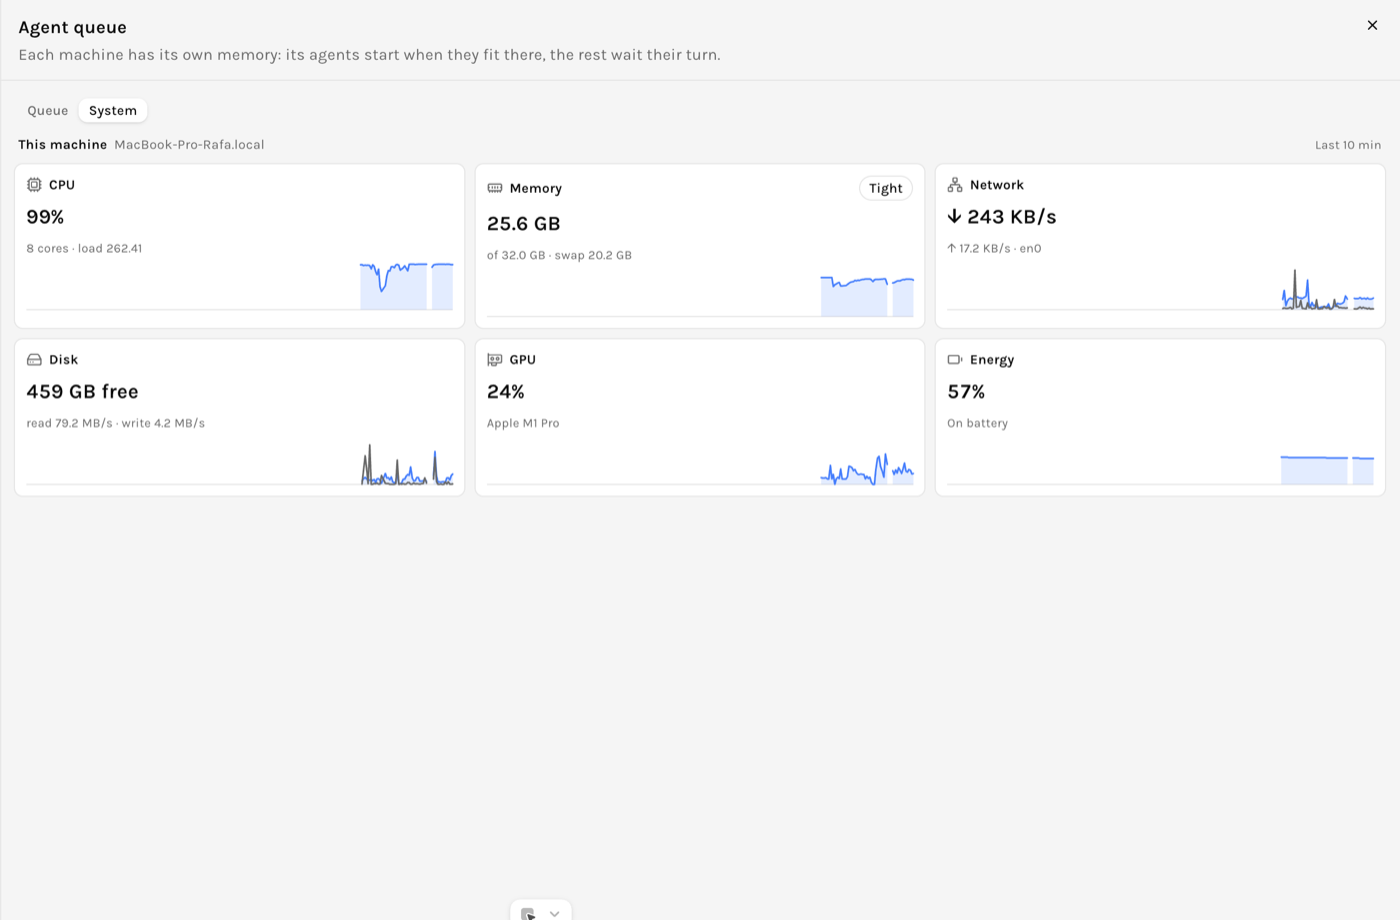 Agent queue
Each machine has its own memory: its agents start when they fit there, the rest wait their turn.
Queue
System
This machine MacBook-Pro-Rafa.local
Last 10 min
CPU
99%
8 cores · load 262.41
Memory
Tight
25.6 GB
of 32.0 GB · swap 20.2 GB
Network
↓ 243 KB/s
↑ 17.2 KB/s · en0
Disk
459 GB free
read 79.2 MB/s · write 4.2 MB/s
GPU
24%
Apple M1 Pro
Energy
57%
On battery